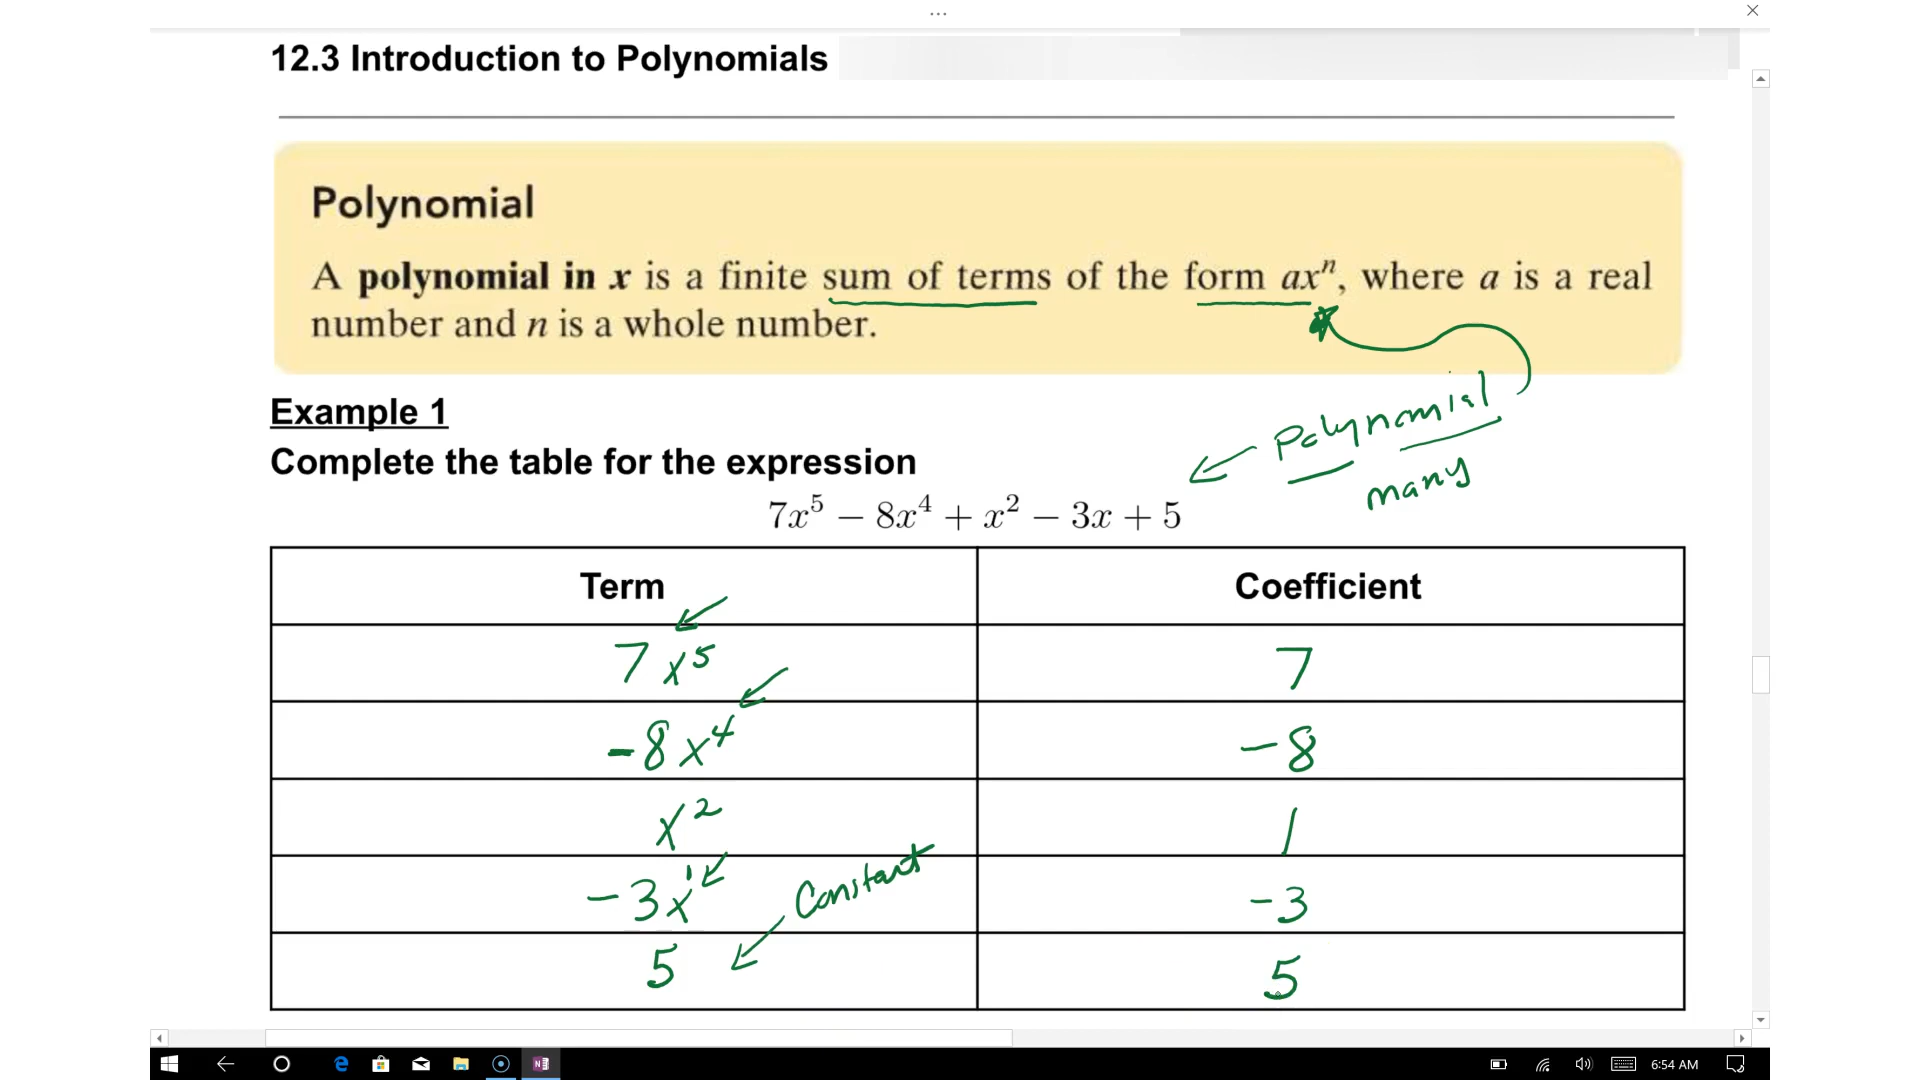 12.3 Introduction to Polynomials
Polynomial
A polynomial in x is a finite sum of terms of the form axⁿ, where a is a real
number and n is a whole number.
Example 1
Polynomial
many
Complete the table for the expression
7x⁵ − 8x⁴ + x² − 3x + 5
Term Coefficient
7x⁵ 7
-8x⁴ -8
x² 1
-3x¹ -3
Constant
5 5
6:54 AM